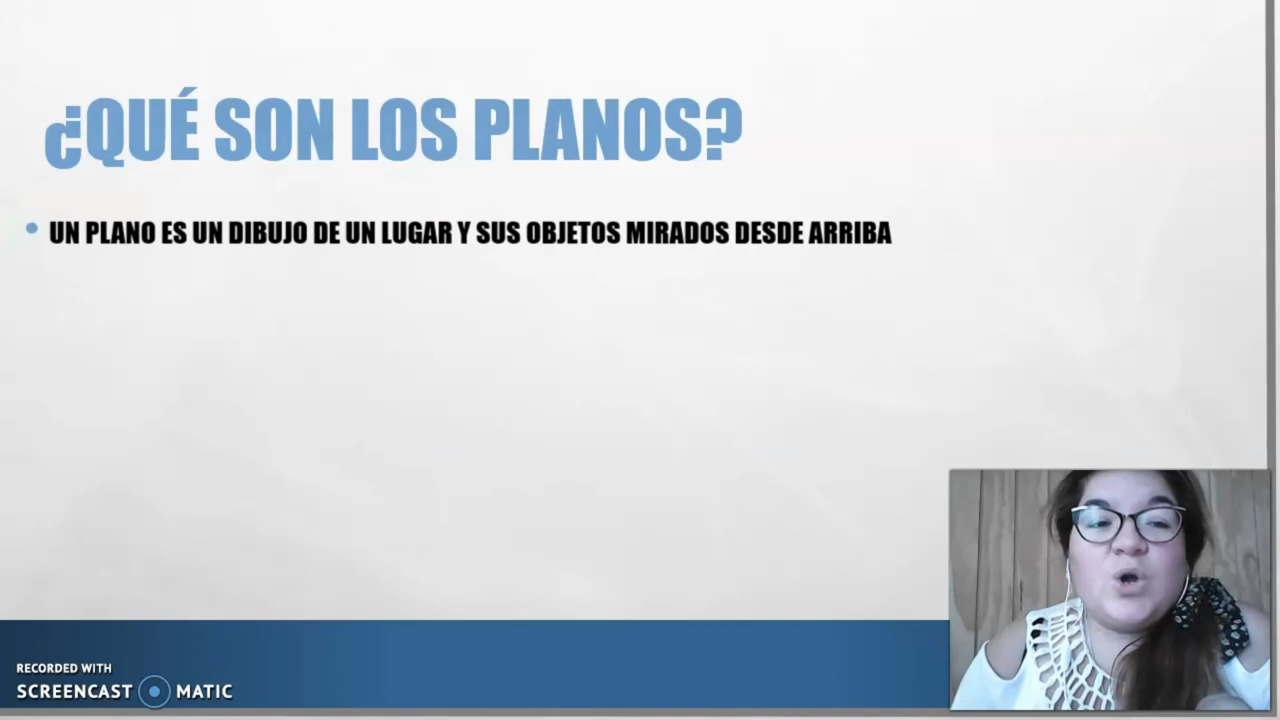 ¿QUÉ SON LOS PLANOS?
UN PLANO ES UN DIBUJO DE UN LUGAR Y SUS OBJETOS MIRADOS DESDE ARRIBA
RECORDED WITH
SCREENCAST MATIC